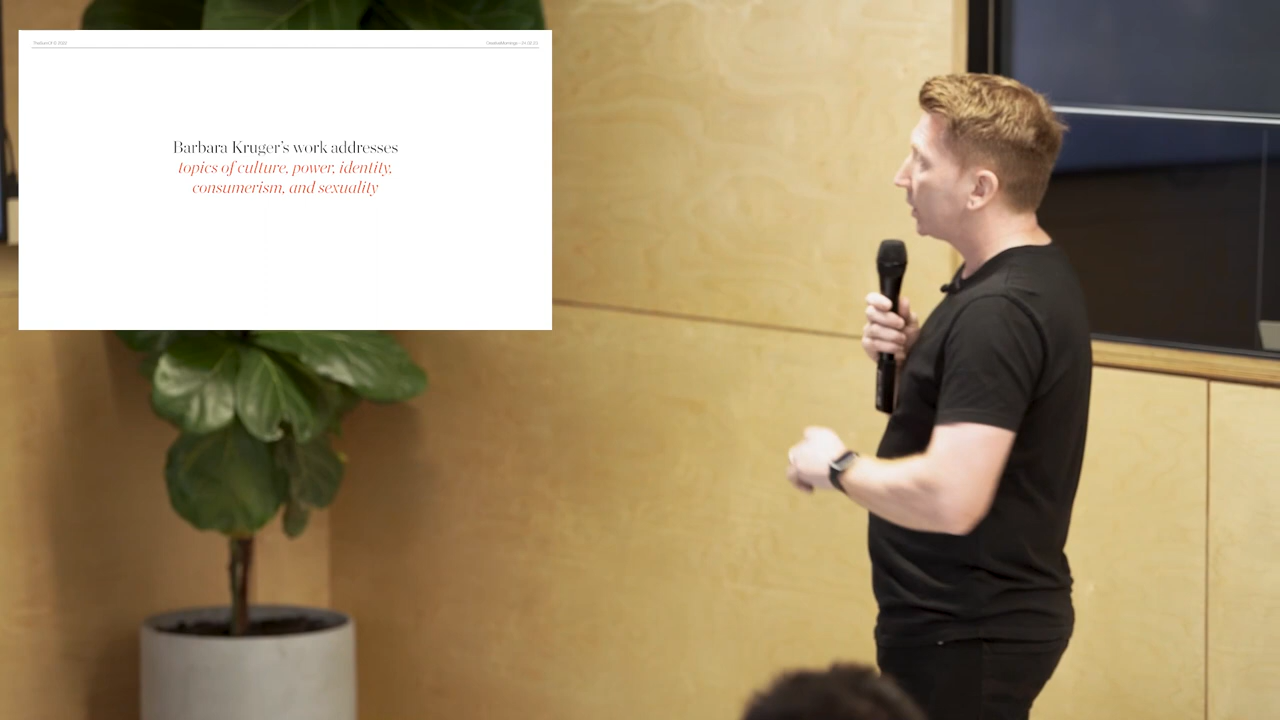 Barbara Kruger’s work addresses
topics of culture, power, identity,
consumerism, and sexuality